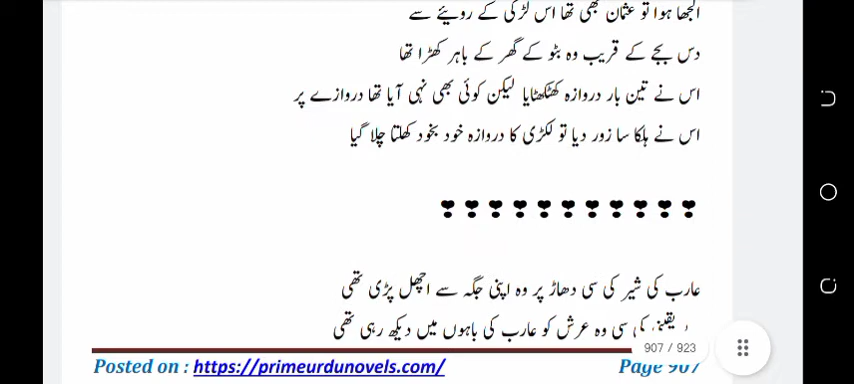 الجھا ہوا تو عثمان بھی تھا اس لڑکی کے رویئے سے
دس بجے کے قریب وہ بٹو کے گھر کے باہر کھڑا تھا
اس نے تین بار دروازہ کھٹکھٹایا لیکن کوئی بھی نہی آیا تھا دروازے پر
اس نے ہلکا سا زور دیا تو لکڑی کا دروازہ خود بخود کھلتا چلا گیا
❣❣❣❣❣❣❣❣❣❣❣
عارب کی شیر کی سی دھاڑ پر وہ اپنی جگہ سے اچھل پڑی تھی
یقینی کی سی وہ عرش کو عارب کی باہوں میں دیکھ رہی تھی
907 / 923
Posted on : https://primeurdunovels.com/
Page 907